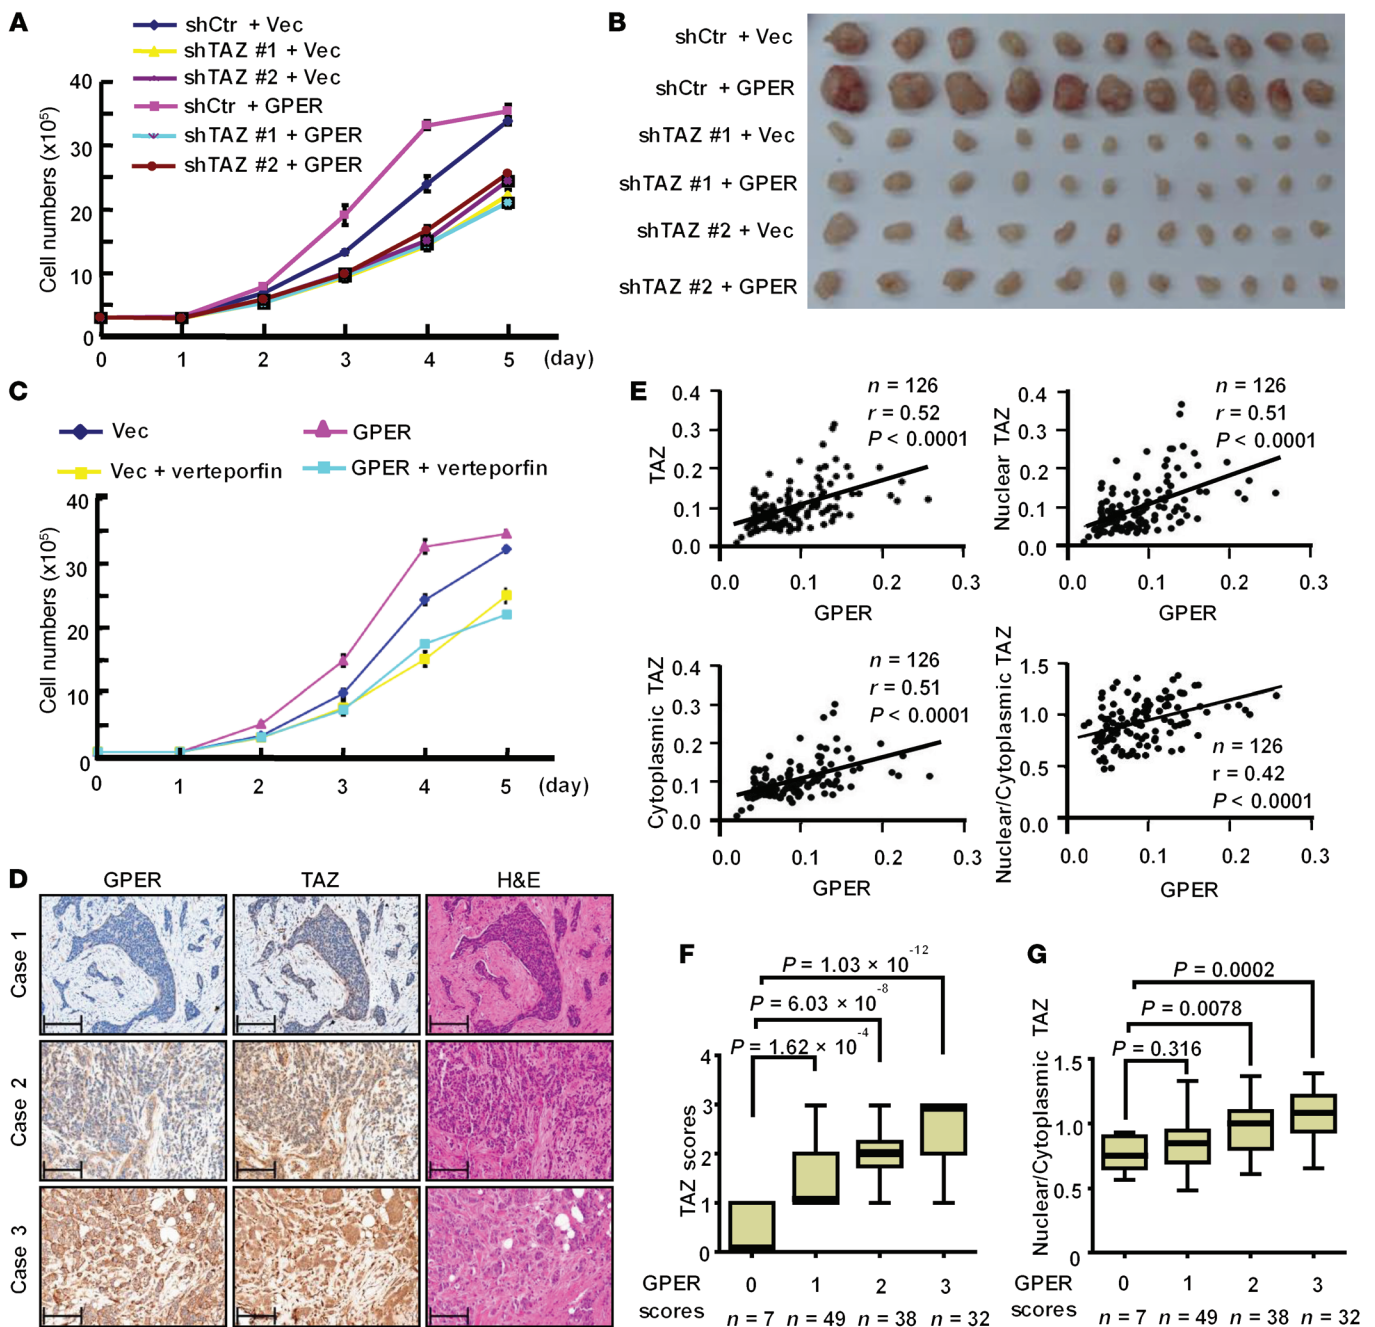 A
shCtr + Vec
shTAZ #1 + Vec
shTAZ #2 + Vec
shCtr + GPER
shTAZ #1 + GPER
shTAZ #2 + GPER
Cell numbers (x10⁵)
40
30
20
10
0
0 1 2 3 4 5 (day)
B
shCtr + Vec
shCtr + GPER
shTAZ #1 + Vec
shTAZ #1 + GPER
shTAZ #2 + Vec
shTAZ #2 + GPER
C
Vec
GPER
Vec + verteporfin
GPER + verteporfin
Cell numbers (x10⁵)
40
30
20
10
0
0 1 2 3 4 5 (day)
D
GPER TAZ H&E
Case 1
Case 2
Case 3
E
TAZ
0.4
0.3
0.2
0.1
0.0
n = 126
r = 0.52
P < 0.0001
0.0 0.1 0.2 0.3
GPER
Nuclear TAZ
0.4
0.3
0.2
0.1
0.0
n = 126
r = 0.51
P < 0.0001
0.0 0.1 0.2 0.3
GPER
Cytoplasmic TAZ
0.4
0.3
0.2
0.1
0.0
n = 126
r = 0.51
P < 0.0001
0.0 0.1 0.2 0.3
GPER
Nuclear/Cytoplasmic TAZ
1.5
1.0
0.5
0.0
n = 126
r = 0.42
P < 0.0001
0.0 0.1 0.2 0.3
GPER
F
P = 1.03 × 10⁻¹²
P = 6.03 × 10⁻⁸
P = 1.62 × 10⁻⁴
TAZ scores
4
3
2
1
0
GPER scores
0 1 2 3
n = 7 n = 49 n = 38 n = 32
G
P = 0.0002
P = 0.0078
P = 0.316
Nuclear/Cytoplasmic TAZ
1.5
1.0
0.5
0
GPER scores
0 1 2 3
n = 7 n = 49 n = 38 n = 32